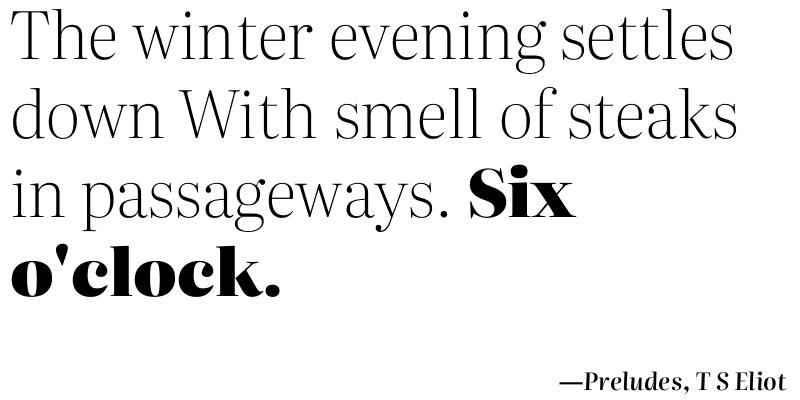 The winter evening settles
down With smell of steaks
in passageways. Six
o'clock.
—Preludes, T S Eliot